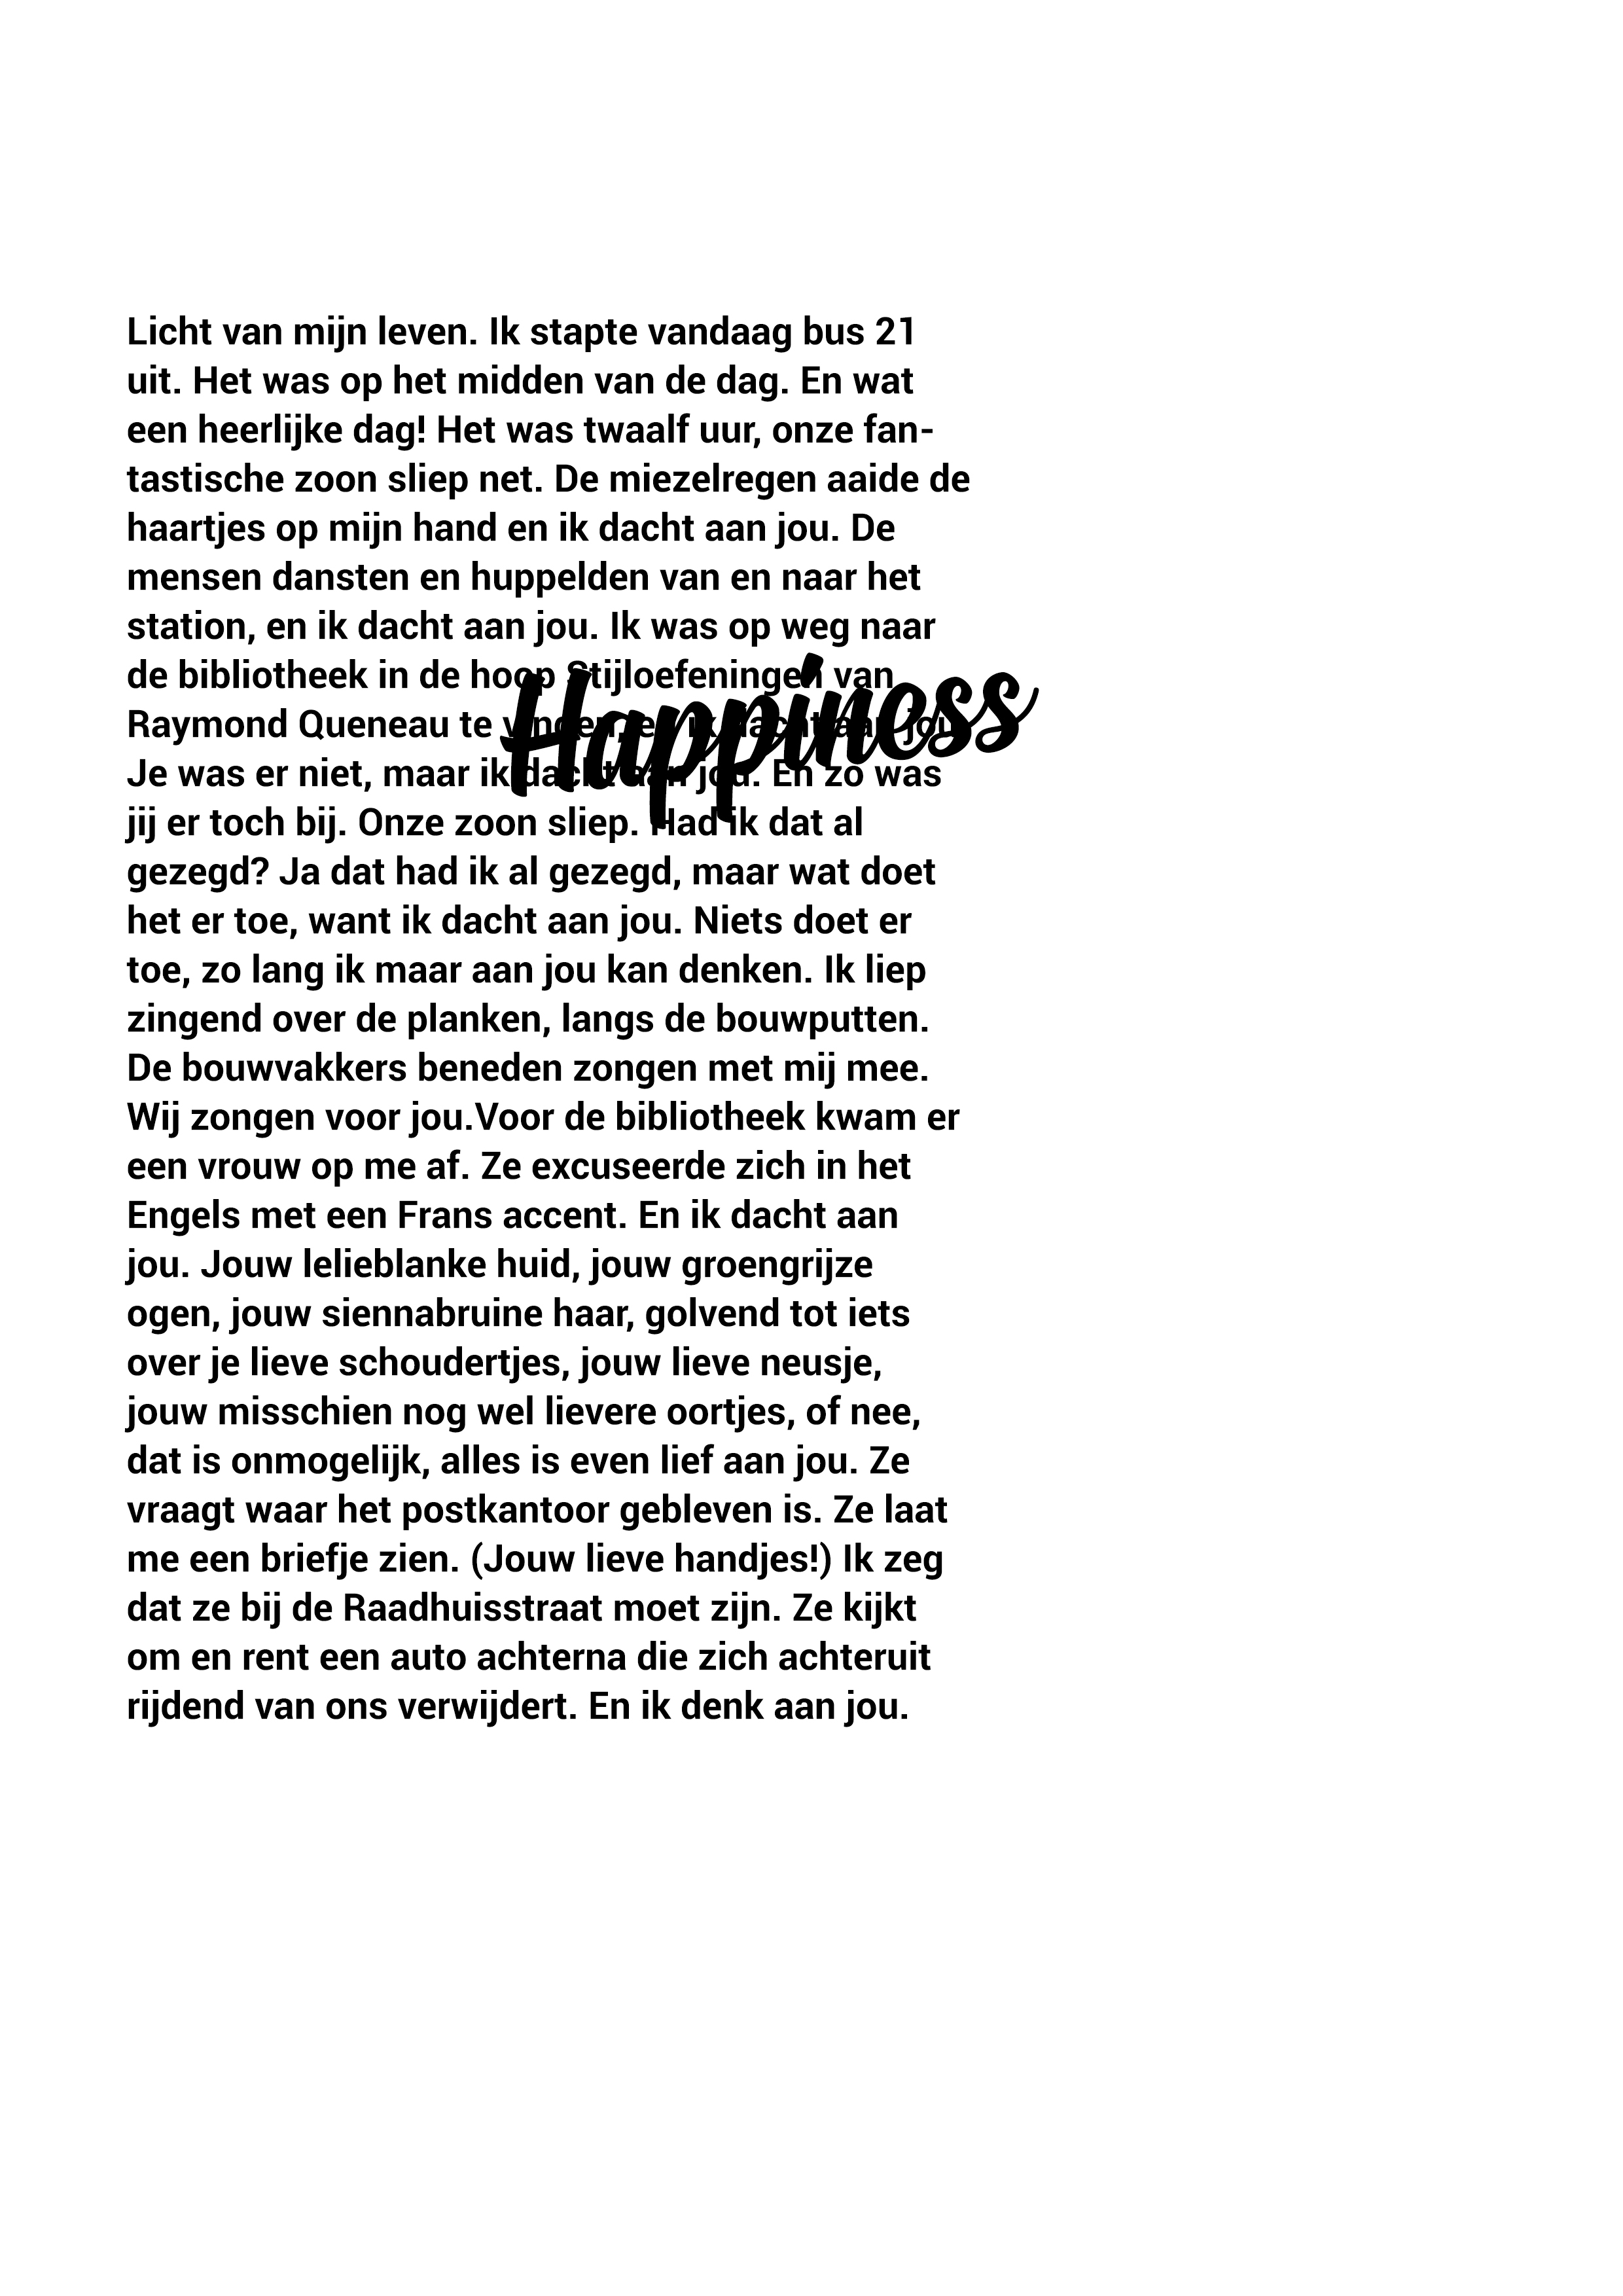 Licht van mijn leven. Ik stapte vandaag bus 21
uit. Het was op het midden van de dag. En wat
een heerlijke dag! Het was twaalf uur, onze fan-
tastische zoon sliep net. De miezelregen aaide de
haartjes op mijn hand en ik dacht aan jou. De
mensen dansten en huppelden van en naar het
station, en ik dacht aan jou. Ik was op weg naar
de bibliotheek in de hoop Stijloefeningen van
Raymond Queneau te vinden, en ik dacht aan jou
Happiness
Je was er niet, maar ik dacht aan jou. En zo was
jij er toch bij. Onze zoon sliep. Had ik dat al
gezegd? Ja dat had ik al gezegd, maar wat doet
het er toe, want ik dacht aan jou. Niets doet er
toe, zo lang ik maar aan jou kan denken. Ik liep
zingend over de planken, langs de bouwputten.
De bouwvakkers beneden zongen met mij mee.
Wij zongen voor jou.Voor de bibliotheek kwam er
een vrouw op me af. Ze excuseerde zich in het
Engels met een Frans accent. En ik dacht aan
jou. Jouw lelieblanke huid, jouw groengrijze
ogen, jouw siennabruine haar, golvend tot iets
over je lieve schoudertjes, jouw lieve neusje,
jouw misschien nog wel lievere oortjes, of nee,
dat is onmogelijk, alles is even lief aan jou. Ze
vraagt waar het postkantoor gebleven is. Ze laat
me een briefje zien. (Jouw lieve handjes!) Ik zeg
dat ze bij de Raadhuisstraat moet zijn. Ze kijkt
om en rent een auto achterna die zich achteruit
rijdend van ons verwijdert. En ik denk aan jou.